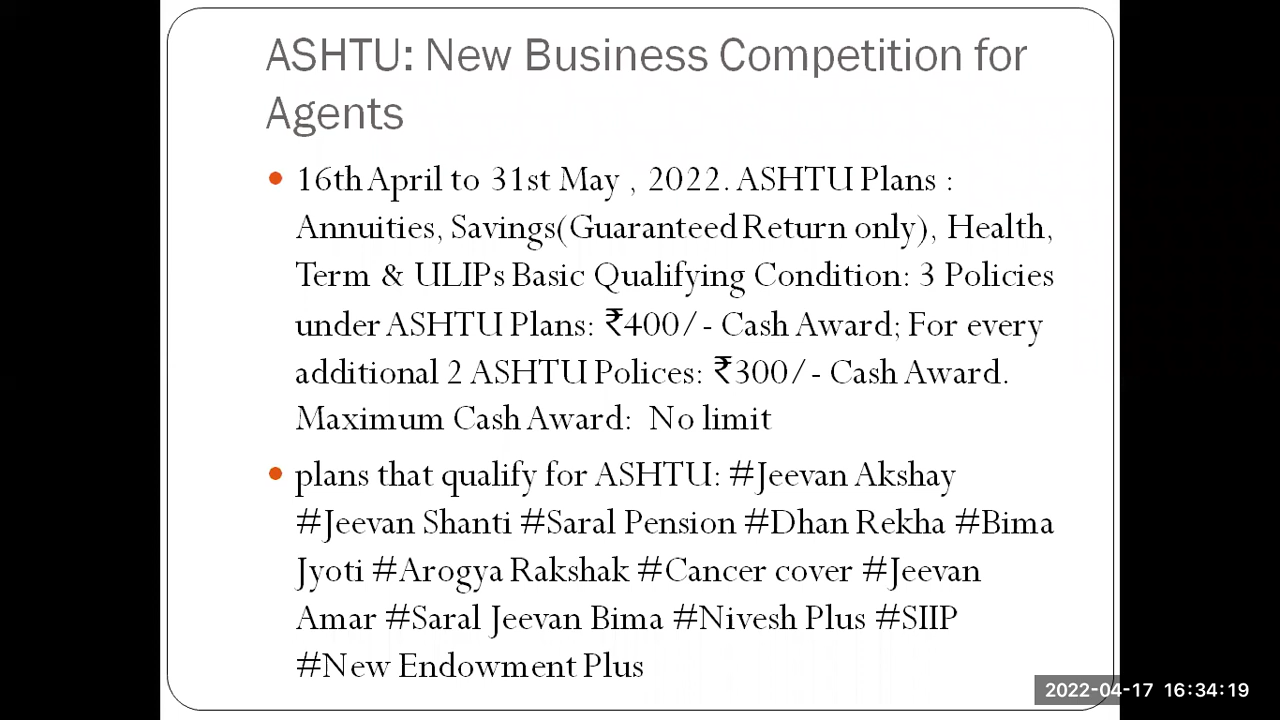 ASHTU: New Business Competition for
Agents
• 16th April to 31st May , 2022. ASHTU Plans :
Annuities, Savings(Guaranteed Return only), Health,
Term & ULIPs Basic Qualifying Condition: 3 Policies
under ASHTU Plans: ₹400/- Cash Award; For every
additional 2 ASHTU Polices: ₹300/- Cash Award.
Maximum Cash Award: No limit
• plans that qualify for ASHTU: #Jeevan Akshay
#Jeevan Shanti #Saral Pension #Dhan Rekha #Bima
Jyoti #Arogya Rakshak #Cancer cover #Jeevan
Amar #Saral Jeevan Bima #Nivesh Plus #SIIP
#New Endowment Plus
2022-04-17 16:34:19